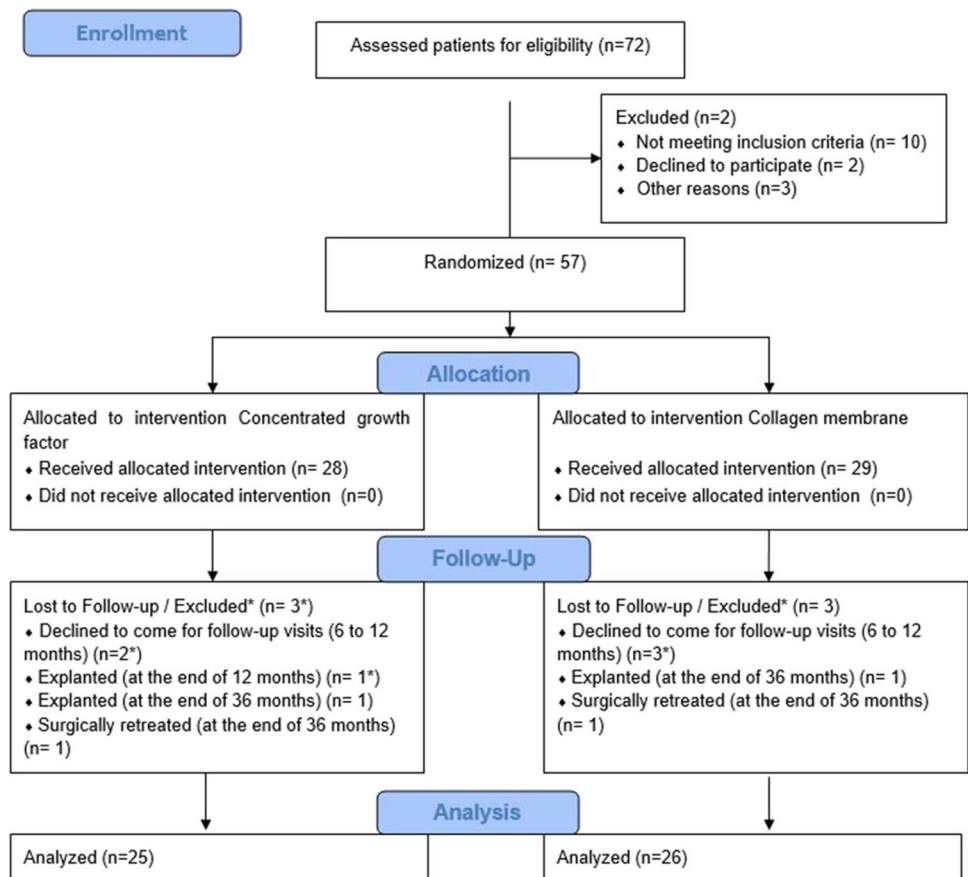 Enrollment
Assessed patients for eligibility (n=72)
Excluded (n=2)
⬧ Not meeting inclusion criteria (n= 10)
⬧ Declined to participate (n= 2)
⬧ Other reasons (n=3)
Randomized (n= 57)
Allocation
Allocated to intervention Concentrated growth
factor
⬧ Received allocated intervention (n= 28)
⬧ Did not receive allocated intervention (n=0)
Allocated to intervention Collagen membrane
⬧ Received allocated intervention (n= 29)
⬧ Did not receive allocated intervention (n=0)
Follow-Up
Lost to Follow-up / Excluded* (n= 3*)
⬧ Declined to come for follow-up visits (6 to 12
months) (n=2*)
⬧ Explanted (at the end of 12 months) (n= 1*)
⬧ Explanted (at the end of 36 months) (n= 1)
⬧ Surgically retreated (at the end of 36 months)
(n= 1)
Lost to Follow-up / Excluded* (n= 3)
⬧ Declined to come for follow-up visits (6 to 12
months) (n=3*)
⬧ Explanted (at the end of 36 months) (n= 1)
⬧ Surgically retreated (at the end of 36 months)
(n= 1)
Analysis
Analyzed (n=25)
Analyzed (n=26)